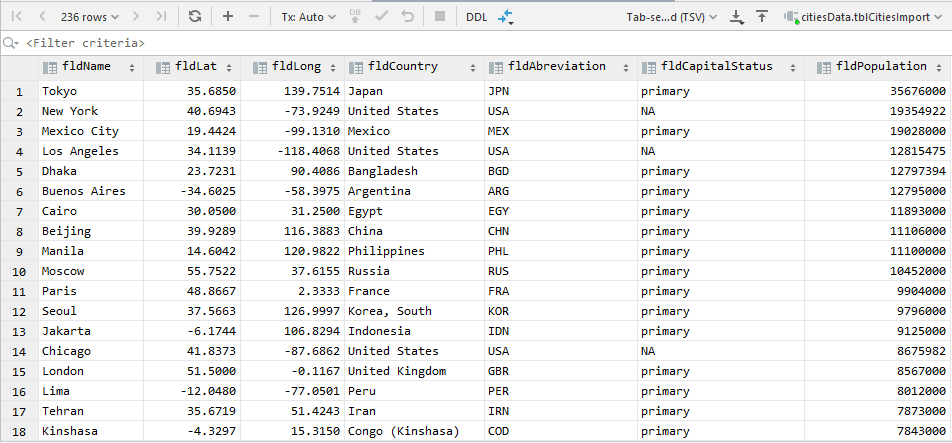 236 rows Tx: Auto DB DDL Tab-se...d (TSV) citiesData.tblCitiesImport
<Filter criteria>
fldName fldLat fldLong fldCountry fldAbreviation fldCapitalStatus fldPopulation
1 Tokyo 35.6850 139.7514 Japan JPN primary 35676000
2 New York 40.6943 -73.9249 United States USA NA 19354922
3 Mexico City 19.4424 -99.1310 Mexico MEX primary 19028000
4 Los Angeles 34.1139 -118.4068 United States USA NA 12815475
5 Dhaka 23.7231 90.4086 Bangladesh BGD primary 12797394
6 Buenos Aires -34.6025 -58.3975 Argentina ARG primary 12795000
7 Cairo 30.0500 31.2500 Egypt EGY primary 11893000
8 Beijing 39.9289 116.3883 China CHN primary 11106000
9 Manila 14.6042 120.9822 Philippines PHL primary 11100000
10 Moscow 55.7522 37.6155 Russia RUS primary 10452000
11 Paris 48.8667 2.3333 France FRA primary 9904000
12 Seoul 37.5663 126.9997 Korea, South KOR primary 9796000
13 Jakarta -6.1744 106.8294 Indonesia IDN primary 9125000
14 Chicago 41.8373 -87.6862 United States USA NA 8675982
15 London 51.5000 -0.1167 United Kingdom GBR primary 8567000
16 Lima -12.0480 -77.0501 Peru PER primary 8012000
17 Tehran 35.6719 51.4243 Iran IRN primary 7873000
18 Kinshasa -4.3297 15.3150 Congo (Kinshasa) COD primary 7843000